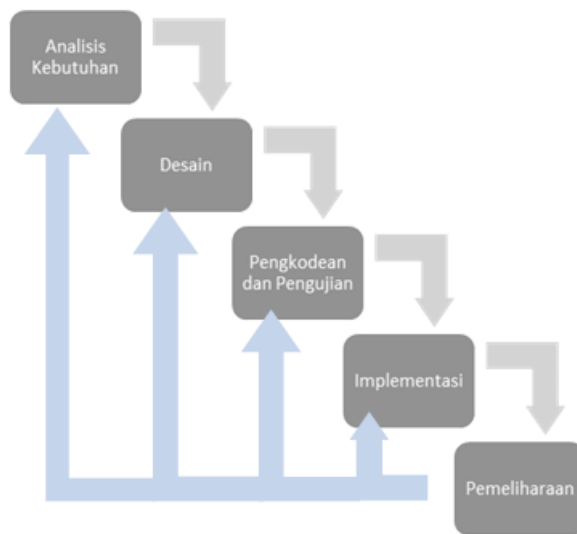 Analisis
Kebutuhan
Desain
Pengkodean
dan Pengujian
Implementasi
Pemeliharaan